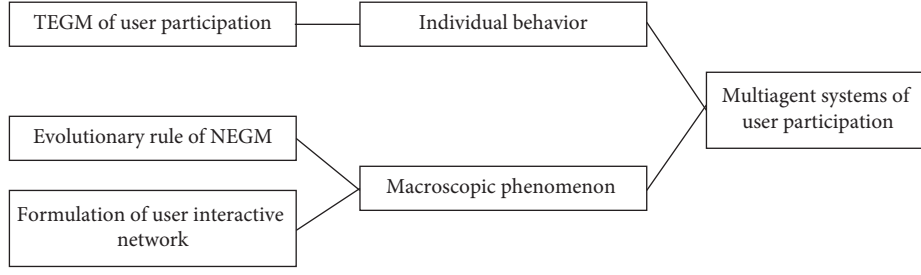 TEGM of user participation
Individual behavior
Multiagent systems of
user participation
Evolutionary rule of NEGM
Macroscopic phenomenon
Formulation of user interactive
network